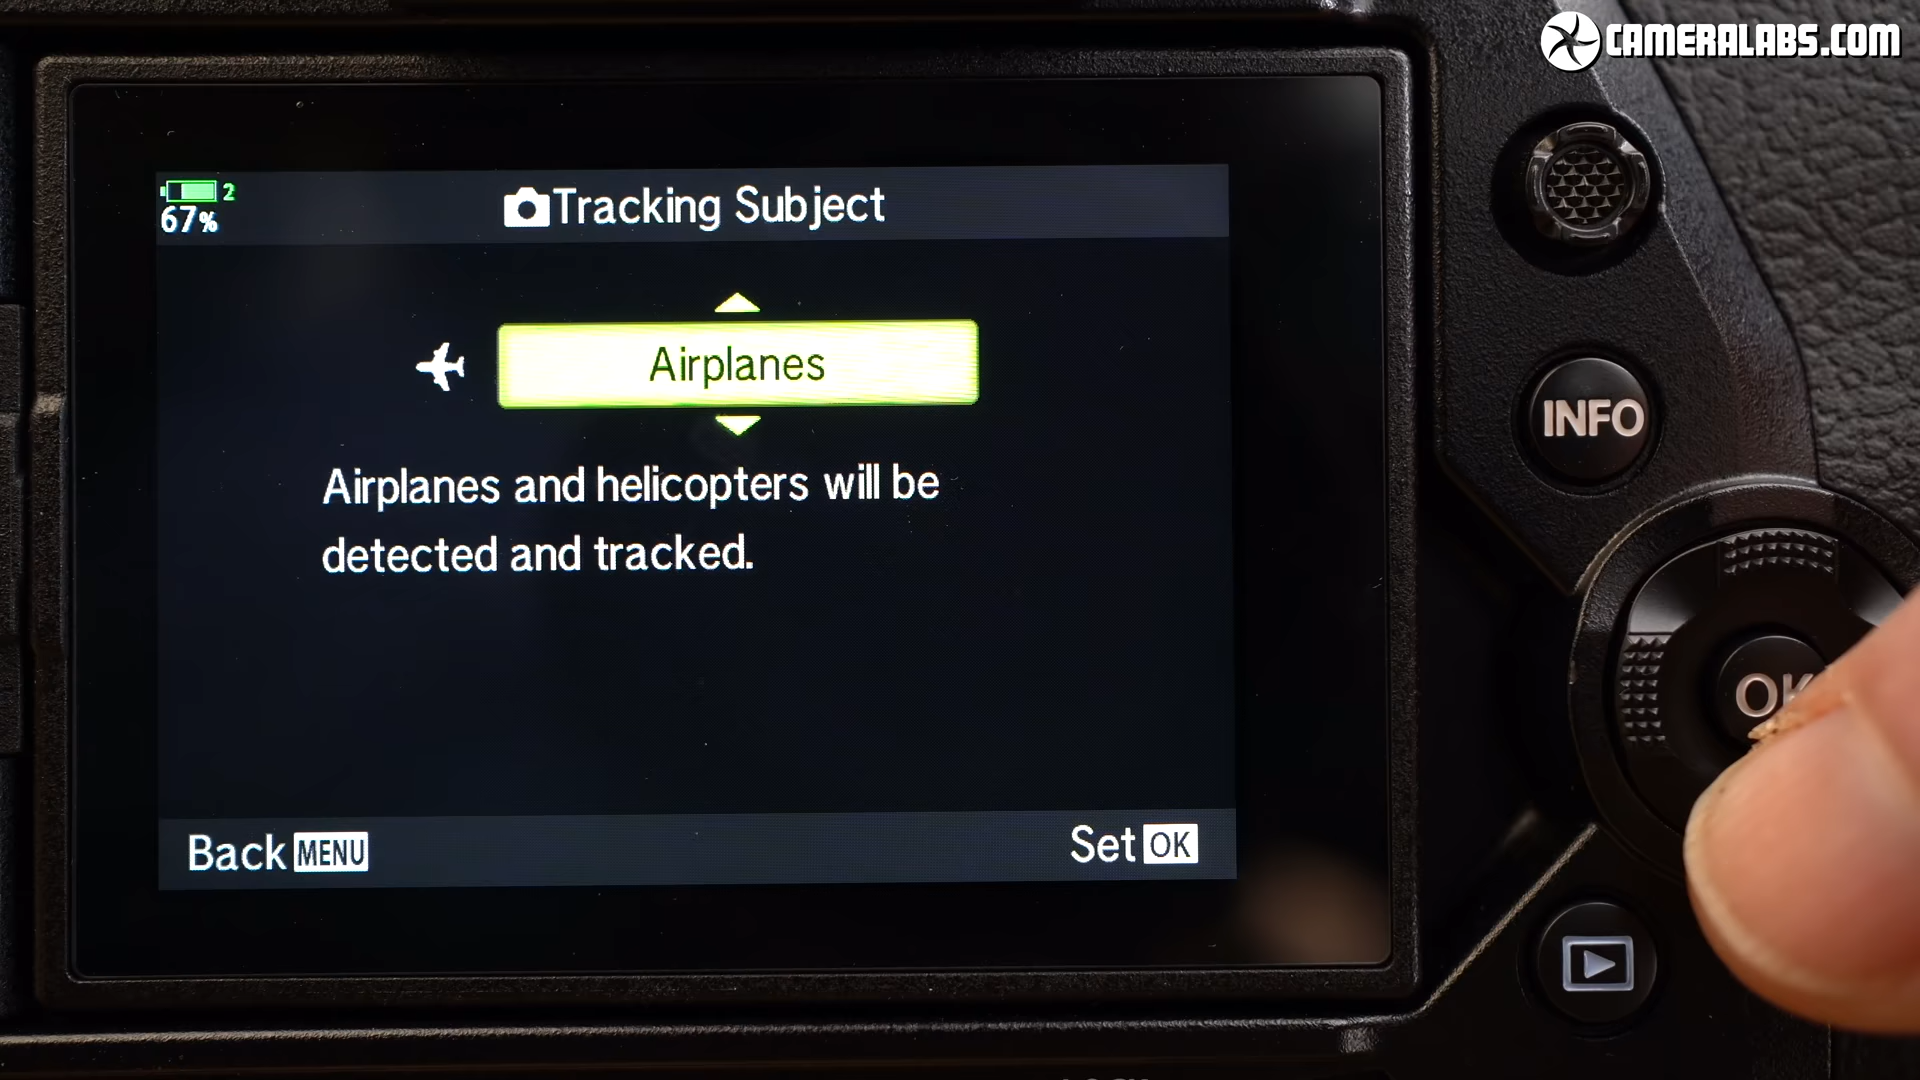 CAMERALABS.COM
2
67%
Tracking Subject
Airplanes
Airplanes and helicopters will be
detected and tracked.
Back MENU
Set OK
INFO
OK